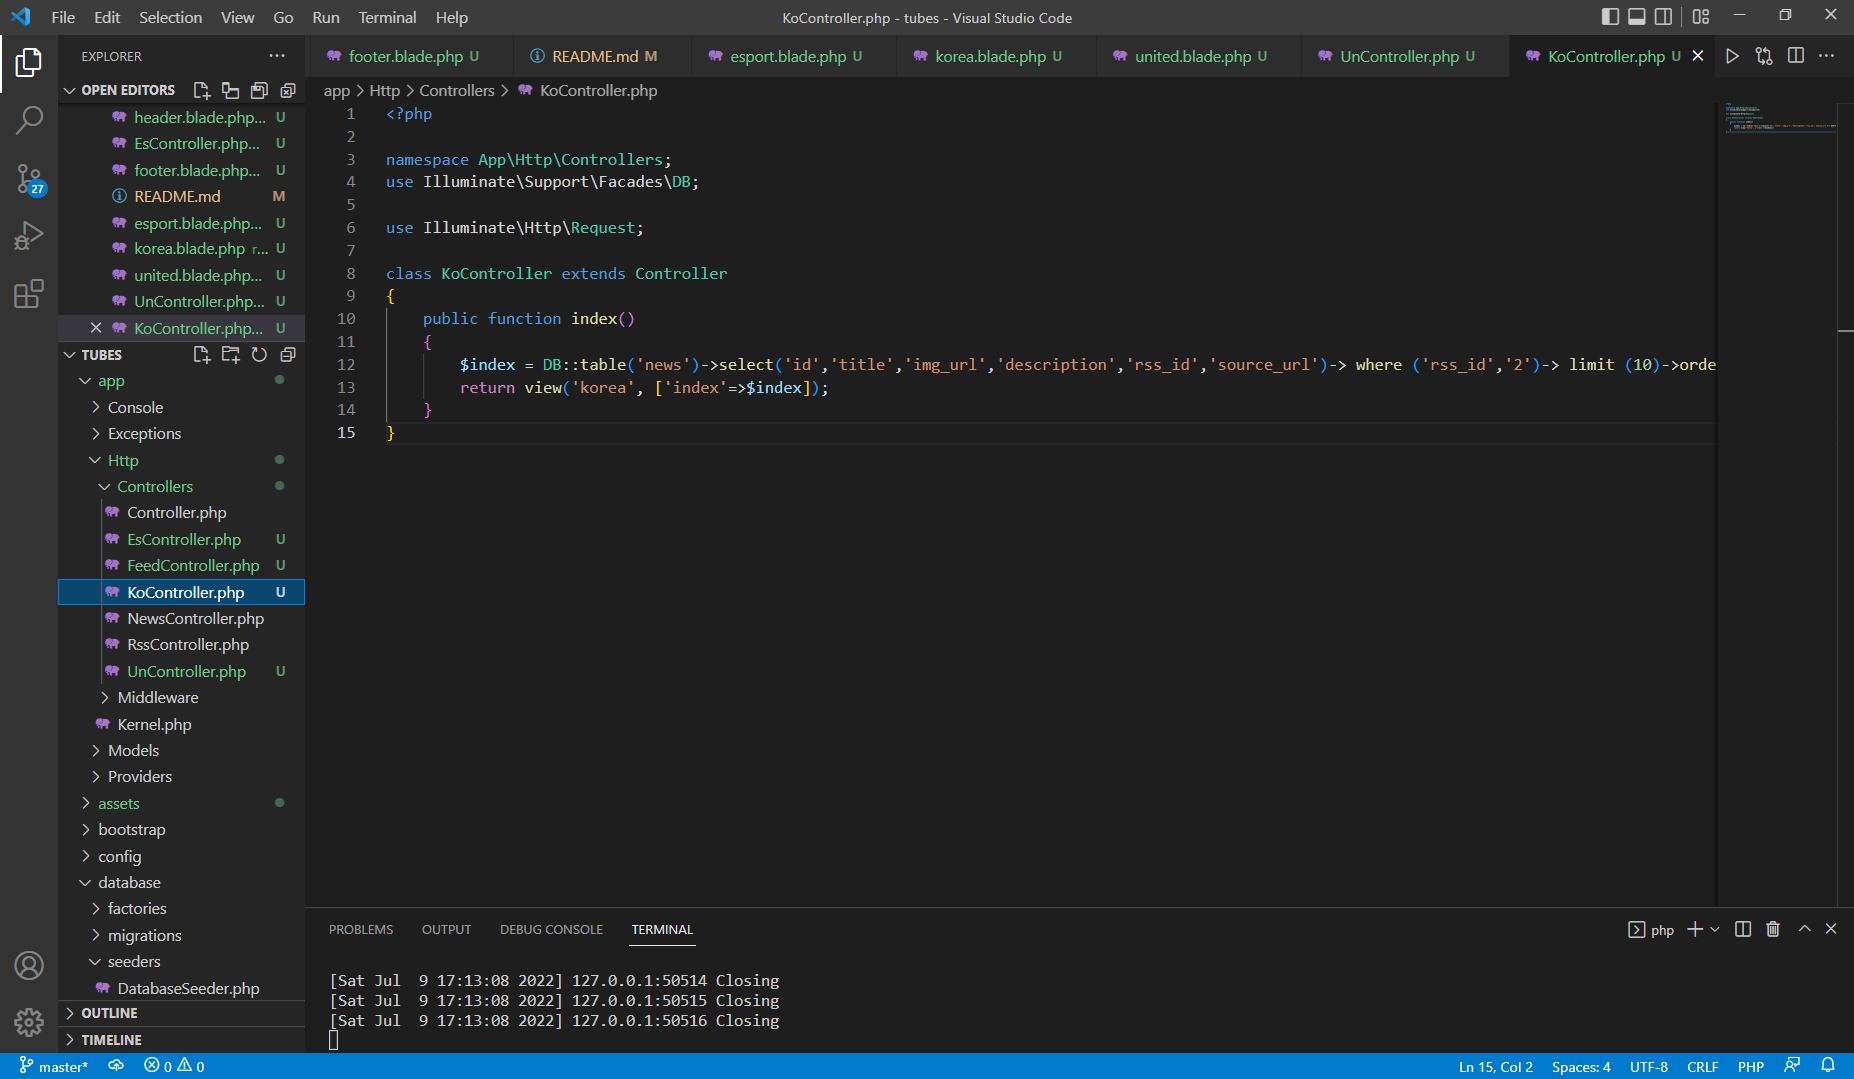 File Edit Selection View Go Run Terminal Help
KoController.php - tubes - Visual Studio Code
EXPLORER
footer.blade.php U
README.md M
esport.blade.php U
korea.blade.php U
united.blade.php U
UnController.php U
KoController.php U
OPEN EDITORS
app > Http > Controllers > KoController.php
header.blade.php... U
EsController.php... U
footer.blade.php... U
README.md M
esport.blade.php... U
korea.blade.php r... U
united.blade.php... U
UnController.php... U
KoController.php... U
27
TUBES
app
Console
Exceptions
Http
Controllers
Controller.php
EsController.php U
FeedController.php U
KoController.php U
NewsController.php
RssController.php
UnController.php U
Middleware
Kernel.php
Models
Providers
assets
bootstrap
config
database
factories
migrations
seeders
DatabaseSeeder.php
OUTLINE
TIMELINE
1 <?php
2
3 namespace App\Http\Controllers;
4 use Illuminate\Support\Facades\DB;
5
6 use Illuminate\Http\Request;
7
8 class KoController extends Controller
9 {
10 public function index()
11 {
12 $index = DB::table('news')->select('id','title','img_url','description','rss_id','source_url')-> where ('rss_id','2')-> limit (10)->orde
13 return view('korea', ['index'=>$index]);
14 }
15 }
PROBLEMS OUTPUT DEBUG CONSOLE TERMINAL
php
[Sat Jul  9 17:13:08 2022] 127.0.0.1:50514 Closing
[Sat Jul  9 17:13:08 2022] 127.0.0.1:50515 Closing
[Sat Jul  9 17:13:08 2022] 127.0.0.1:50516 Closing
master* 0 0
Ln 15, Col 2 Spaces: 4 UTF-8 CRLF PHP